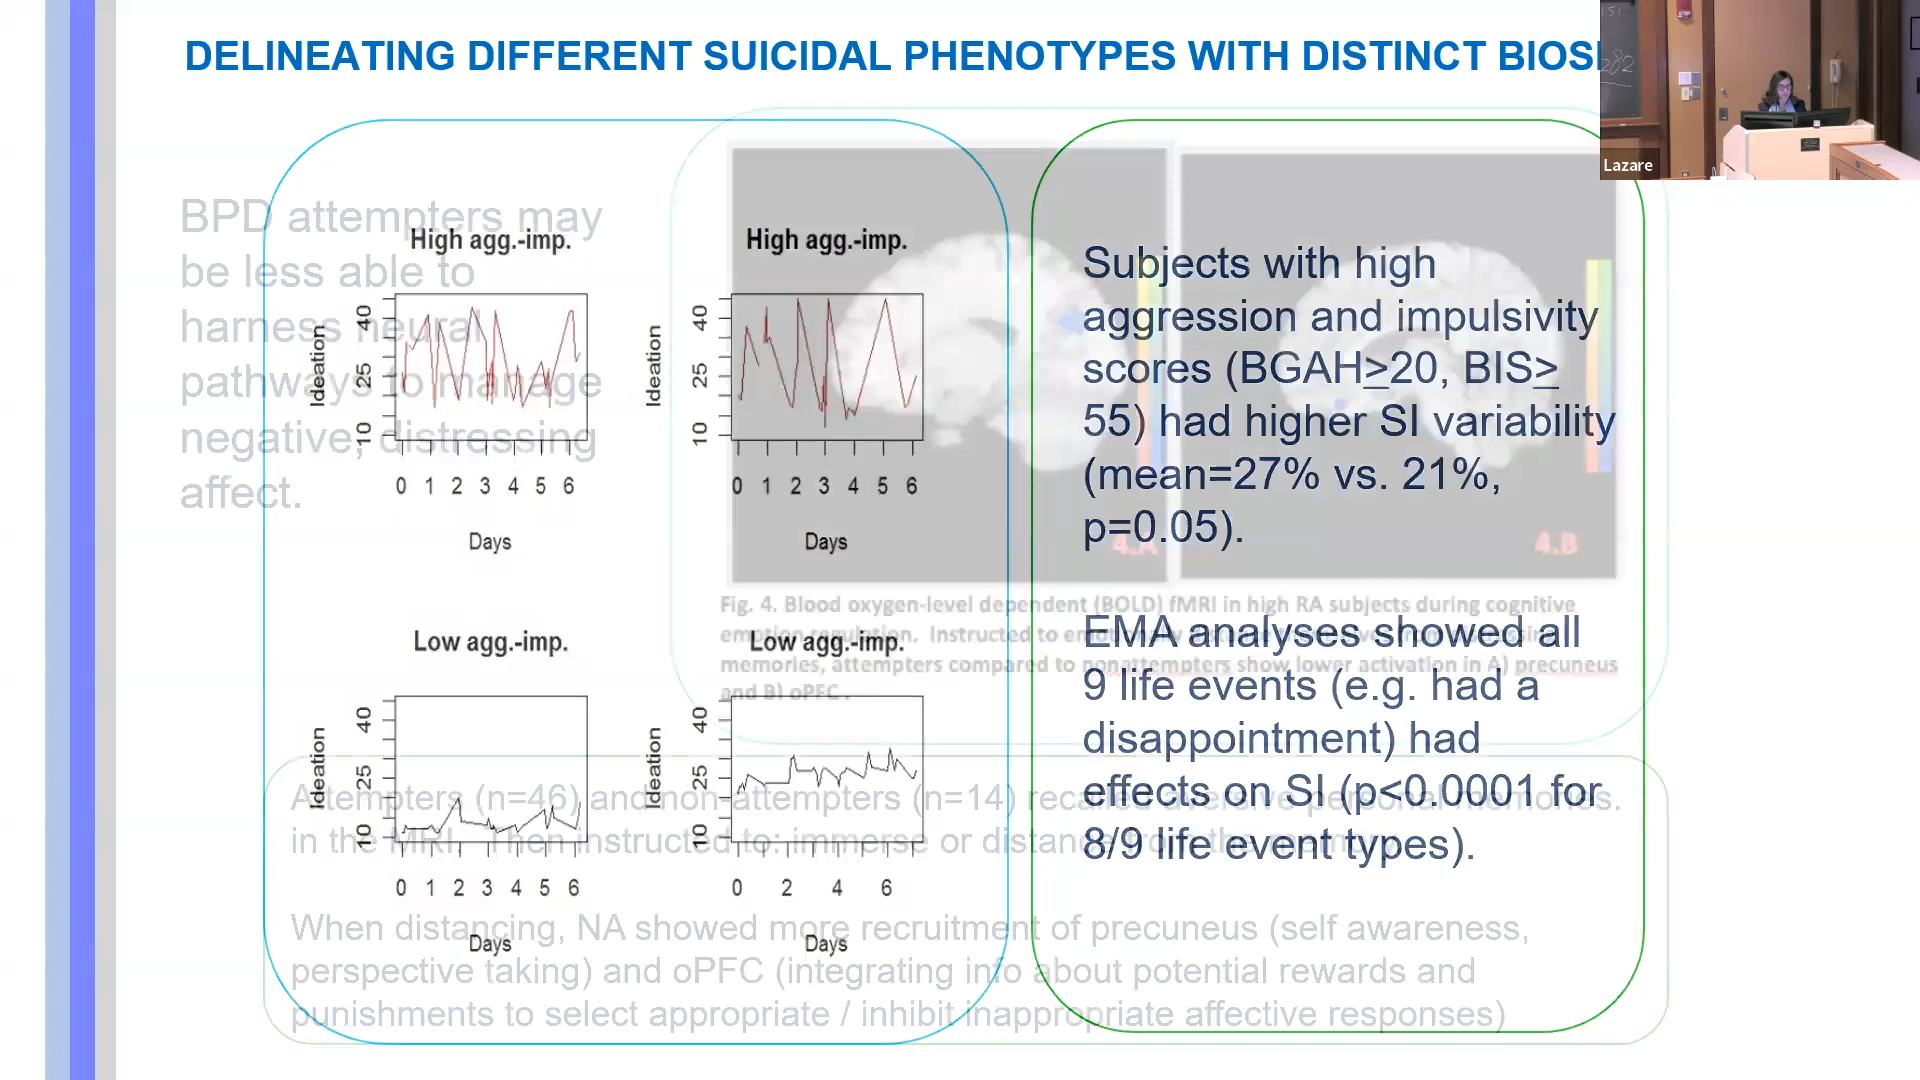 DELINEATING DIFFERENT SUICIDAL PHENOTYPES WITH DISTINCT BIOS
Lazare
282
BPD attempters may
be less able to
harness neural
pathways to manage
negative, distressing
affect.
High agg.-imp.
Ideation
40
25
10
0 1 2 3 4 5 6
Days
High agg.-imp.
Ideation
40
25
10
0 1 2 3 4 5 6
Days
Low agg.-imp.
Ideation
40
25
10
0 1 2 3 4 5 6
Days
Low agg.-imp.
Ideation
40
25
10
0 2 4 6
Days
4.A
4.B
Fig. 4. Blood oxygen-level dependent (BOLD) fMRI in high RA subjects during cognitive
emotion regulation. Instructed to emotionally distance
memories, attempters compared to nonattempters show lower activation in A) precuneus
and B) oPFC.
Subjects with high
aggression and impulsivity
scores (BGAH≥20, BIS≥
55) had higher SI variability
(mean=27% vs. 21%,
p=0.05).
EMA analyses showed all
9 life events (e.g. had a
disappointment) had
effects on SI (p<0.0001 for
8/9 life event types).
Attempters (n=46) and non-attempters (n=14) recalled aversive personal memories.
in the MRI. Then instructed to: immerse or distance from the memory
When distancing, NA showed more recruitment of precuneus (self awareness,
perspective taking) and oPFC (integrating info about potential rewards and
punishments to select appropriate / inhibit inappropriate affective responses)